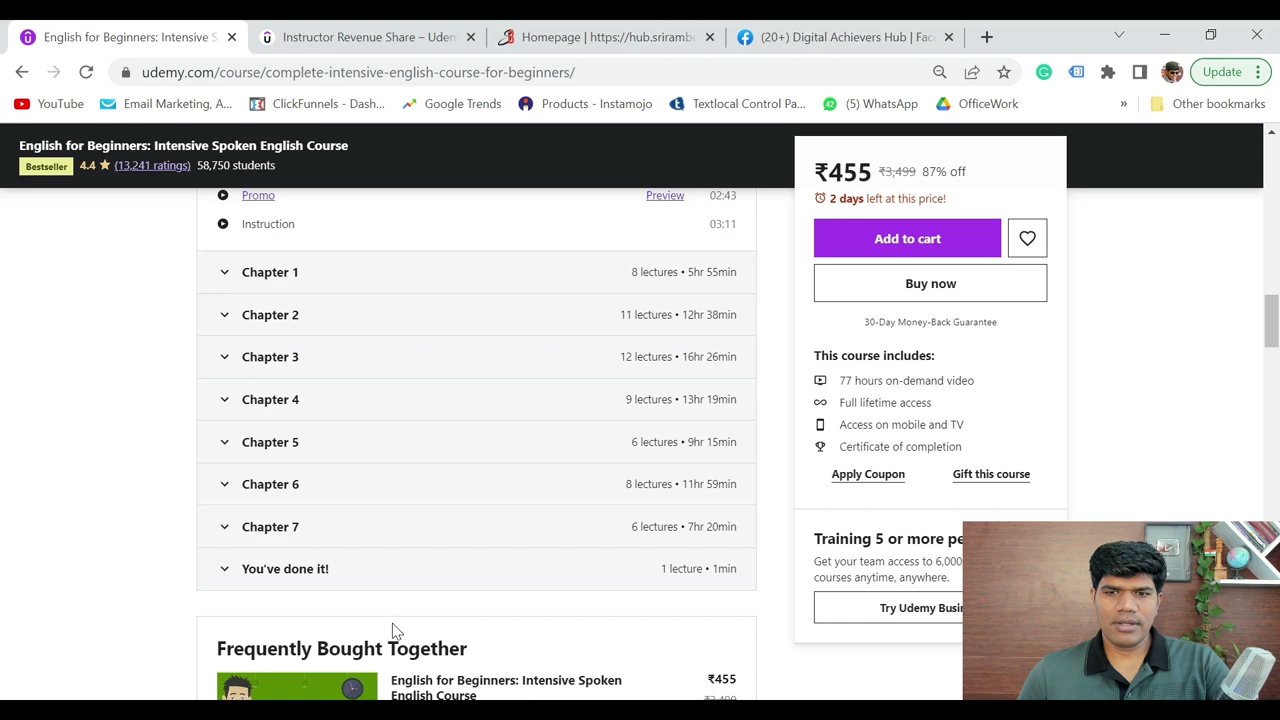 English for Beginners: Intensive S
Instructor Revenue Share – Udem
Homepage | https://hub.srirambe
(20+) Digital Achievers Hub | Fac
udemy.com/course/complete-intensive-english-course-for-beginners/
Update
YouTube
Email Marketing, A...
ClickFunnels - Dash...
Google Trends
Products - Instamojo
Textlocal Control Pa...
(5) WhatsApp
OfficeWork
»
Other bookmarks
English for Beginners: Intensive Spoken English Course
Bestseller 4.4 ★ (13,241 ratings) 58,750 students
Promo Preview 02:43
Instruction 03:11
Chapter 1 8 lectures • 5hr 55min
Chapter 2 11 lectures • 12hr 38min
Chapter 3 12 lectures • 16hr 26min
Chapter 4 9 lectures • 13hr 19min
Chapter 5 6 lectures • 9hr 15min
Chapter 6 8 lectures • 11hr 59min
Chapter 7 6 lectures • 7hr 20min
You've done it! 1 lecture • 1min
Frequently Bought Together
English for Beginners: Intensive Spoken
English Course
₹455
₹3,499
₹455 ₹3,499 87% off
2 days left at this price!
Add to cart
Buy now
30-Day Money-Back Guarantee
This course includes:
77 hours on-demand video
Full lifetime access
Access on mobile and TV
Certificate of completion
Apply Coupon Gift this course
Training 5 or more pe
Get your team access to 6,000
courses anytime, anywhere.
Try Udemy Busi